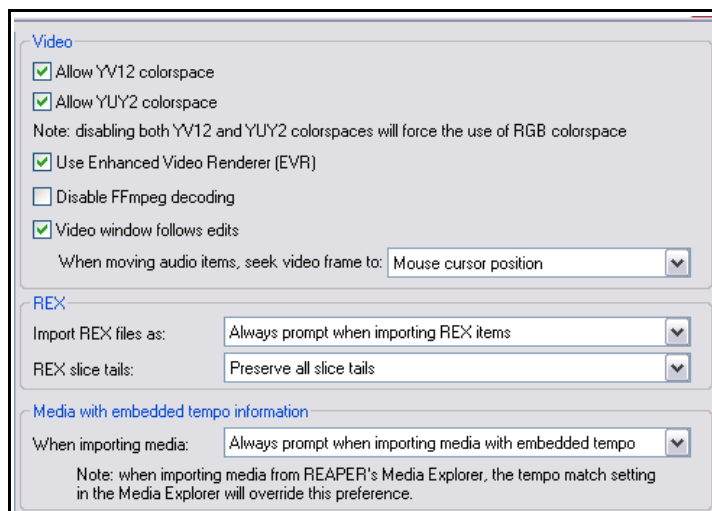 Video
Allow YV12 colorspace
Allow YUY2 colorspace
Note: disabling both YV12 and YUY2 colorspaces will force the use of RGB colorspace
Use Enhanced Video Renderer (EVR)
Disable FFmpeg decoding
Video window follows edits
When moving audio items, seek video frame to: Mouse cursor position
REX
Import REX files as: Always prompt when importing REX items
REX slice tails: Preserve all slice tails
Media with embedded tempo information
When importing media: Always prompt when importing media with embedded tempo
Note: when importing media from REAPER's Media Explorer, the tempo match setting
in the Media Explorer will override this preference.